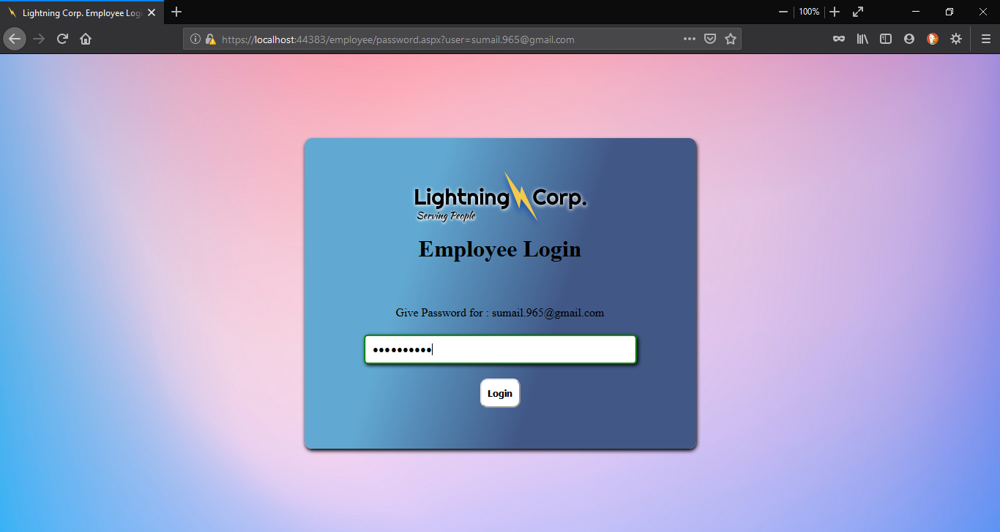 Lightning Corp. Employee Logi
100%
https://localhost:44383/employee/password.aspx?user=sumail.965@gmail.com
Lightning Corp.
Serving People
Employee Login
Give Password for : sumail.965@gmail.com
••••••••••
Login